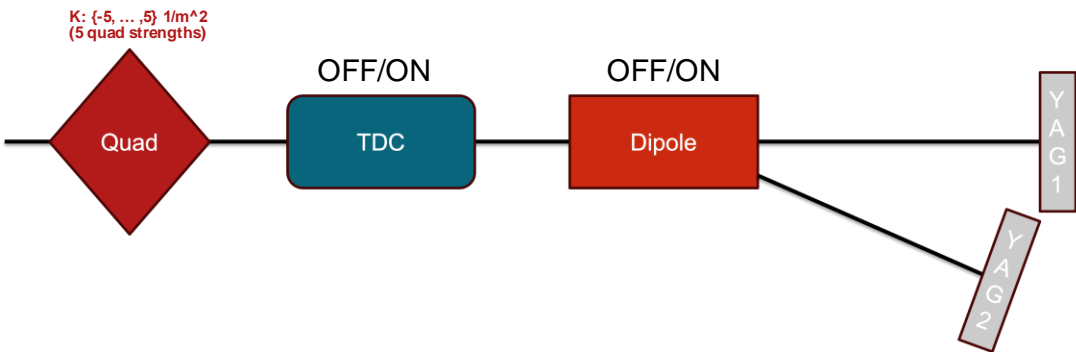 K: {-5, ... ,5} 1/m^2
(5 quad strengths)
OFF/ON
OFF/ON
Quad
TDC
Dipole
YAG1
YAG2